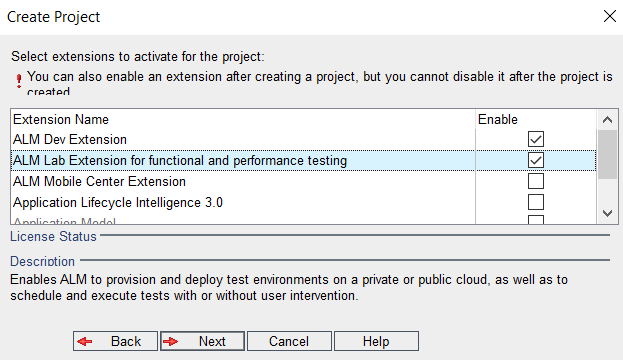 Create Project
Select extensions to activate for the project:
You can also enable an extension after creating a project, but you cannot disable it after the project is
created.
Extension Name Enable
ALM Dev Extension
ALM Lab Extension for functional and performance testing
ALM Mobile Center Extension
Application Lifecycle Intelligence 3.0
Application Model
License Status
Description
Enables ALM to provision and deploy test environments on a private or public cloud, as well as to
schedule and execute tests with or without user intervention.
Back Next Cancel Help